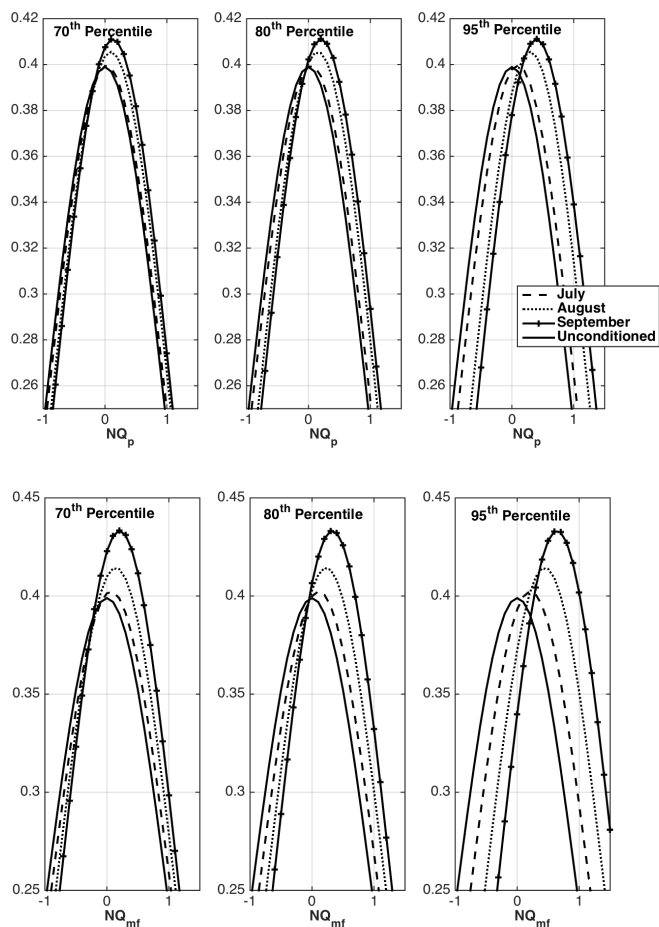 70th Percentile
80th Percentile
95th Percentile
0.42
0.4
0.38
0.36
0.34
0.32
0.3
0.28
0.26
-1 0 1
NQp
0.42
0.4
0.38
0.36
0.34
0.32
0.3
0.28
0.26
-1 0 1
NQp
0.42
0.4
0.38
0.36
0.34
0.32
0.3
0.28
0.26
-1 0 1
NQp
July
August
September
Unconditioned
70th Percentile
80th Percentile
95th Percentile
0.45
0.4
0.35
0.3
0.25
-1 0 1
NQmf
0.45
0.4
0.35
0.3
0.25
-1 0 1
NQmf
0.45
0.4
0.35
0.3
0.25
-1 0 1
NQmf